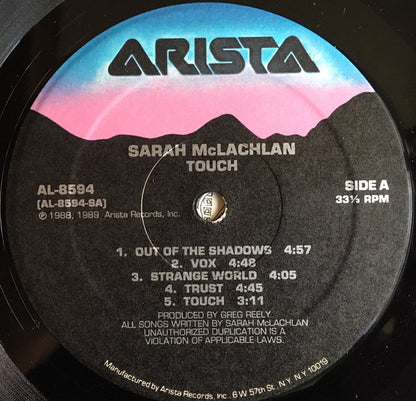 ARISTA
SARAH McLACHLAN
TOUCH
AL-8594
(AL-8594-SA)
℗ 1988, 1989 Arista Records, Inc.
SIDE A
33⅓ RPM
1. OUT OF THE SHADOWS 4:57
2. VOX 4:48
3. STRANGE WORLD 4:05
4. TRUST 4:45
5. TOUCH 3:11
PRODUCED BY GREG REELY
ALL SONGS WRITTEN BY SARAH McLACHLAN
UNAUTHORIZED DUPLICATION IS A
VIOLATION OF APPLICABLE LAWS.
Manufactured by Arista Records, Inc. 6 W 57th St., N.Y. N.Y. 10019